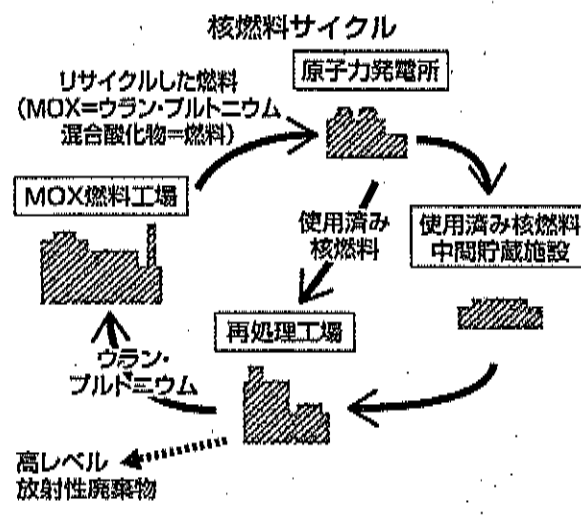 核燃料サイクル
原子力発電所
リサイクルした燃料
(MOX=ウラン・プルトニウム
混合酸化物=燃料)
MOX燃料工場
使用済み
核燃料
使用済み核燃料
中間貯蔵施設
再処理工場
ウラン・
プルトニウム
高レベル
放射性廃棄物